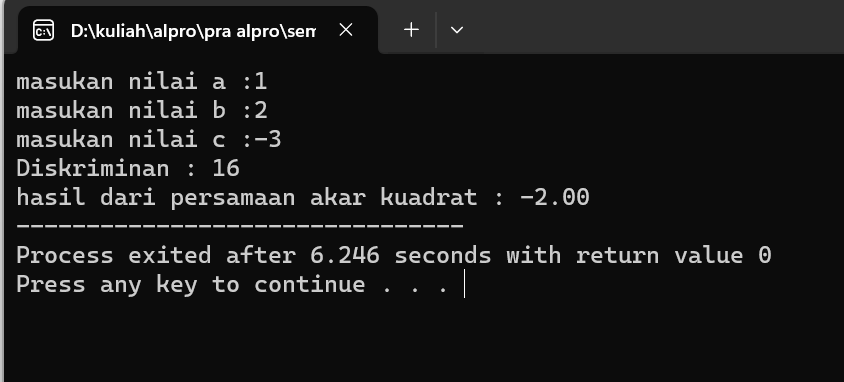 D:\kuliah\alpro\pra alpro\sem
masukan nilai a :1
masukan nilai b :2
masukan nilai c :-3
Diskriminan : 16
hasil dari persamaan akar kuadrat : -2.00
--------------------------------
Process exited after 6.246 seconds with return value 0
Press any key to continue . . .